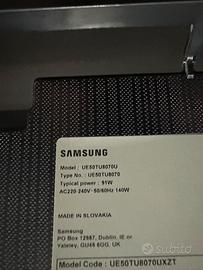 SAMSUNG
Model : UE50TU8070U
Type No. : UE50TU8070
Typical power : 91W
AC220-240V~50/60Hz 140W
MADE IN SLOVAKIA
Samsung
PO Box 12987, Dublin, IE or
Yateley, GU46 6GG, UK
Model Code : UE50TU8070UXZT
subito